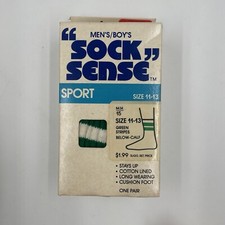 MEN'S/BOY'S
"SOCK
SENSE"
TM
SPORT
SIZE 11-13
15
SIZE 11-13
GREEN
STRIPES
BELOW-CALF
$1.99
• STAYS UP
• COTTON LINED
• LONG WEARING
• CUSHION FOOT
ONE PAIR